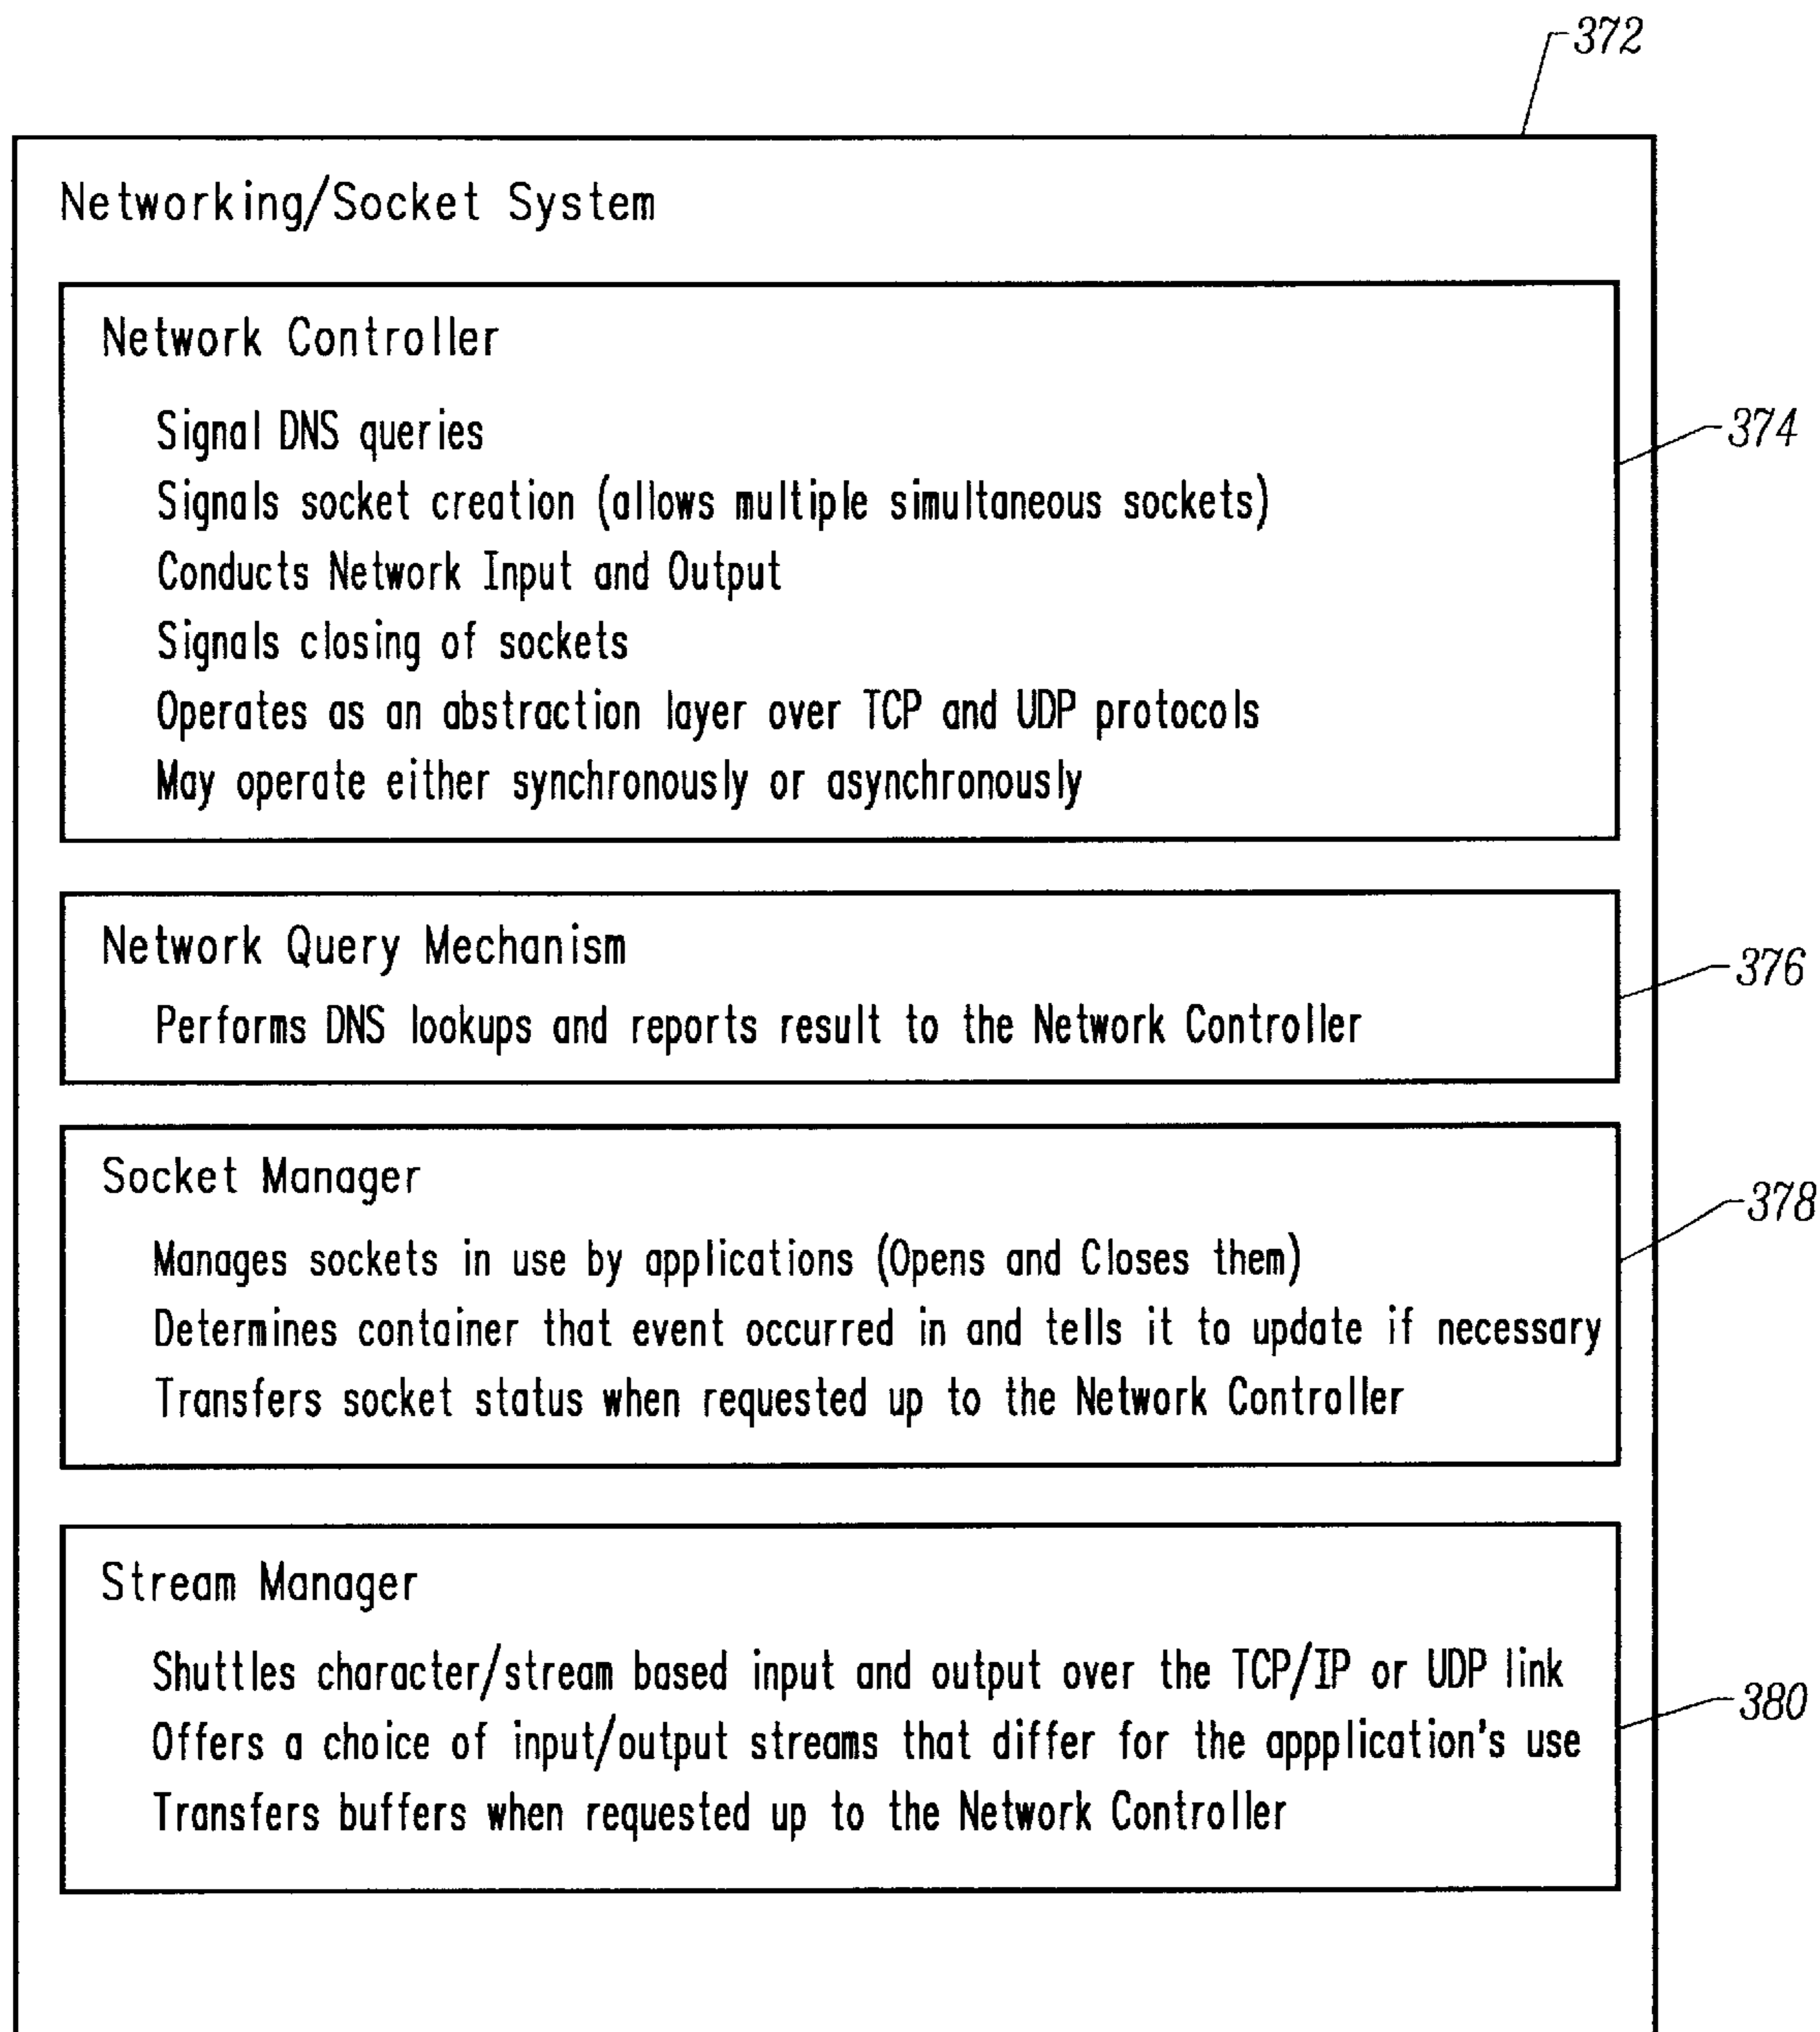 372
Networking/Socket System
Network Controller
Signal DNS queries
Signals socket creation (allows multiple simultaneous sockets)
Conducts Network Input and Output
Signals closing of sockets
Operates as an abstraction layer over TCP and UDP protocols
May operate either synchronously or asynchronously
374
Network Query Mechanism
Performs DNS lookups and reports result to the Network Controller
376
Socket Manager
Manages sockets in use by applications (Opens and Closes them)
Determines container that event occurred in and tells it to update if necessary
Transfers socket status when requested up to the Network Controller
378
Stream Manager
Shuttles character/stream based input and output over the TCP/IP or UDP link
Offers a choice of input/output streams that differ for the appplication's use
Transfers buffers when requested up to the Network Controller
380